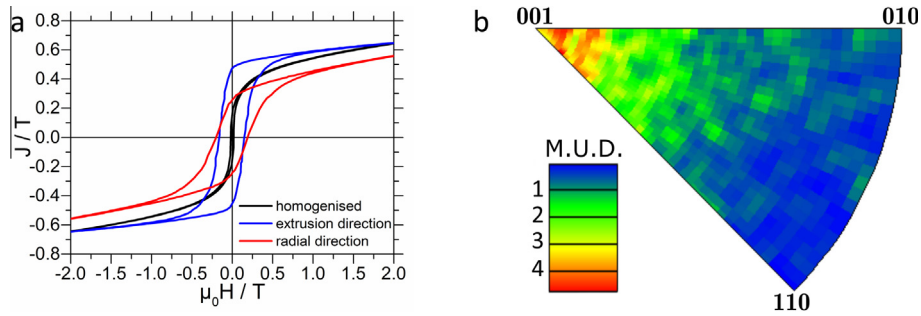 a
J / T
0.8
0.6
0.4
0.2
0.0
-0.2
-0.4
-0.6
-0.8
homogenised
extrusion direction
radial direction
-2.0 -1.5 -1.0 -0.5 0.0 0.5 1.0 1.5 2.0
μ₀H / T
b
001 010
M.U.D.
1
2
3
4
110